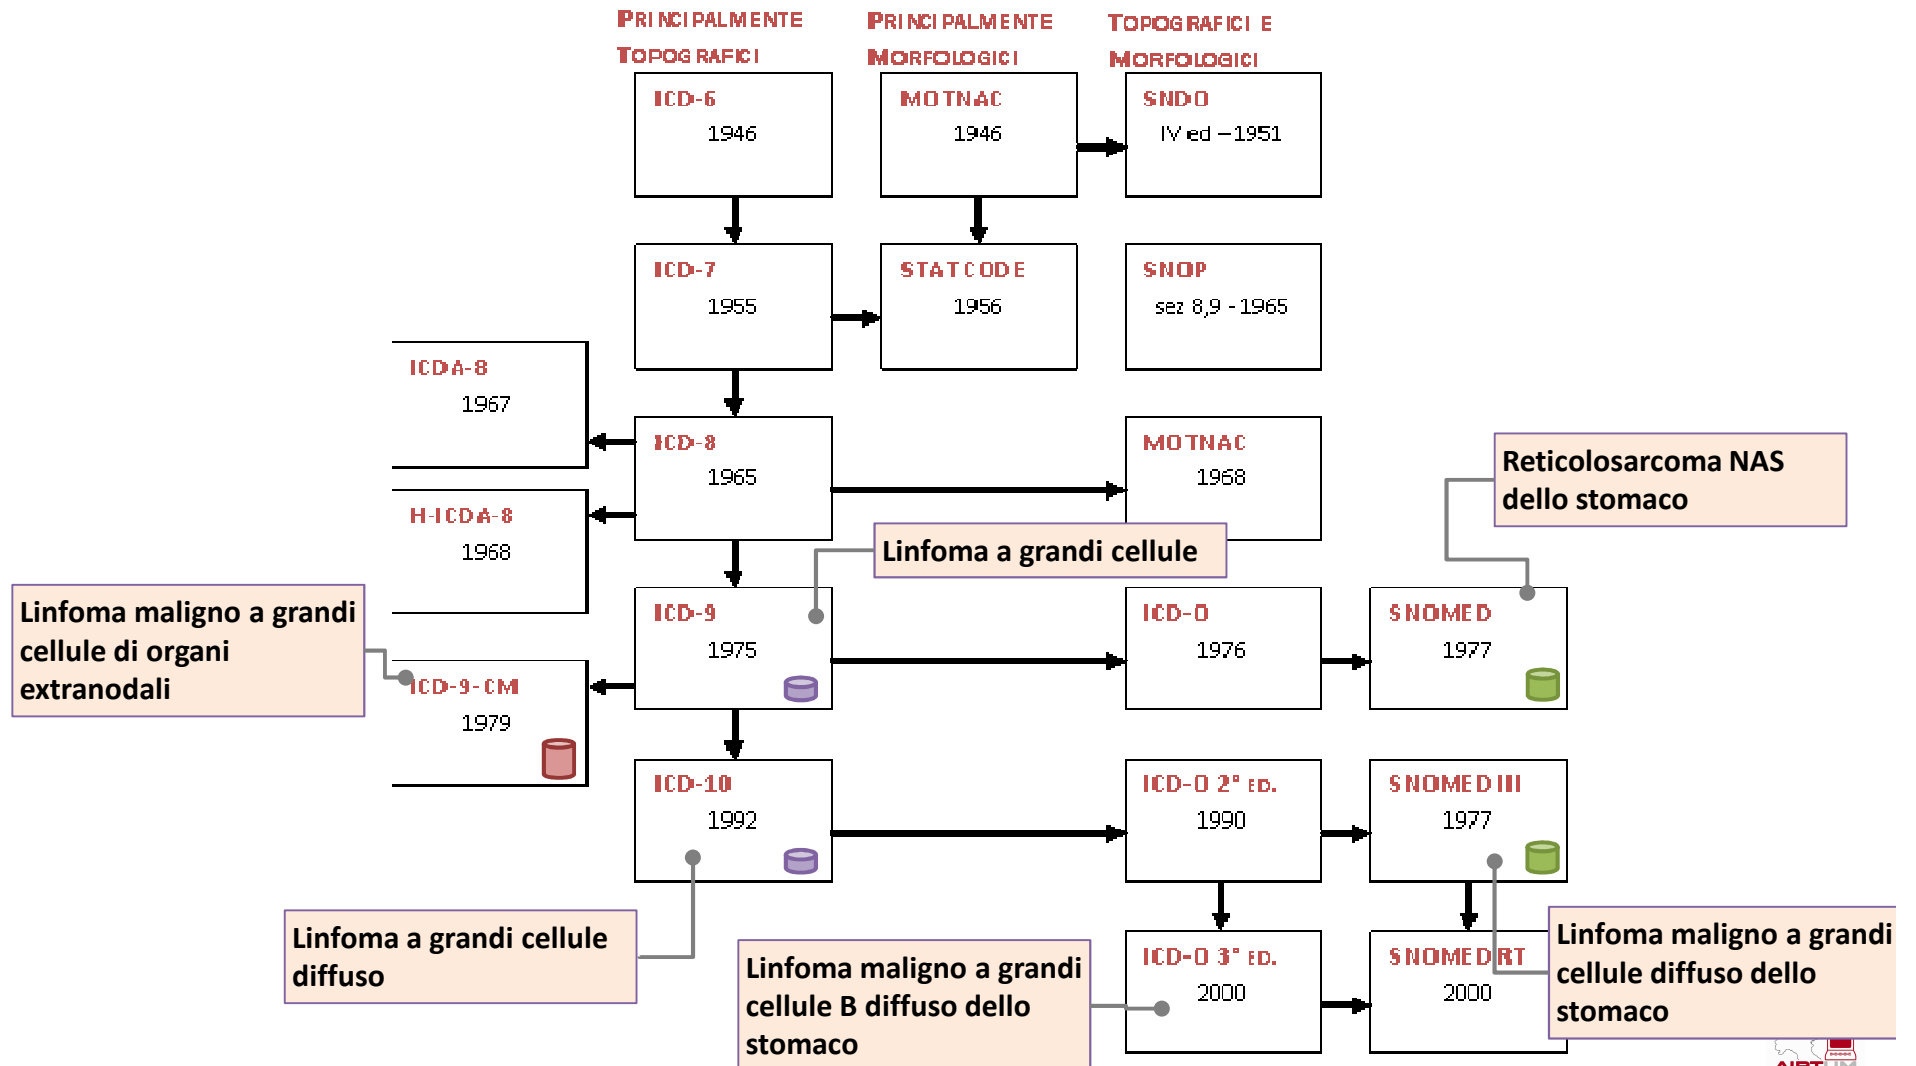 PRINCIPALMENTE
TOPOGRAFICI
PRINCIPALMENTE
MORFOLOGICI
TOPOGRAFICI E
MORFOLOGICI
ICD-6
1946
MOTNAC
1946
SNDO
IV ed – 1951
ICD-7
1955
STATCODE
1956
SNOP
sez 8,9 - 1965
ICDA-8
1967
ICD-8
1965
MOTNAC
1968
Reticolosarcoma NAS
dello stomaco
H-ICDA-8
1968
Linfoma a grandi cellule
Linfoma maligno a grandi
cellule di organi
extranodali
ICD-9
1975
ICD-O
1976
SNOMED
1977
ICD-9-CM
1979
ICD-10
1992
ICD-O 2° ED.
1990
SNOMED III
1977
Linfoma a grandi cellule
diffuso
Linfoma maligno a grandi
cellule B diffuso dello
stomaco
ICD-O 3° ED.
2000
SNOMED RT
2000
Linfoma maligno a grandi
cellule diffuso dello
stomaco